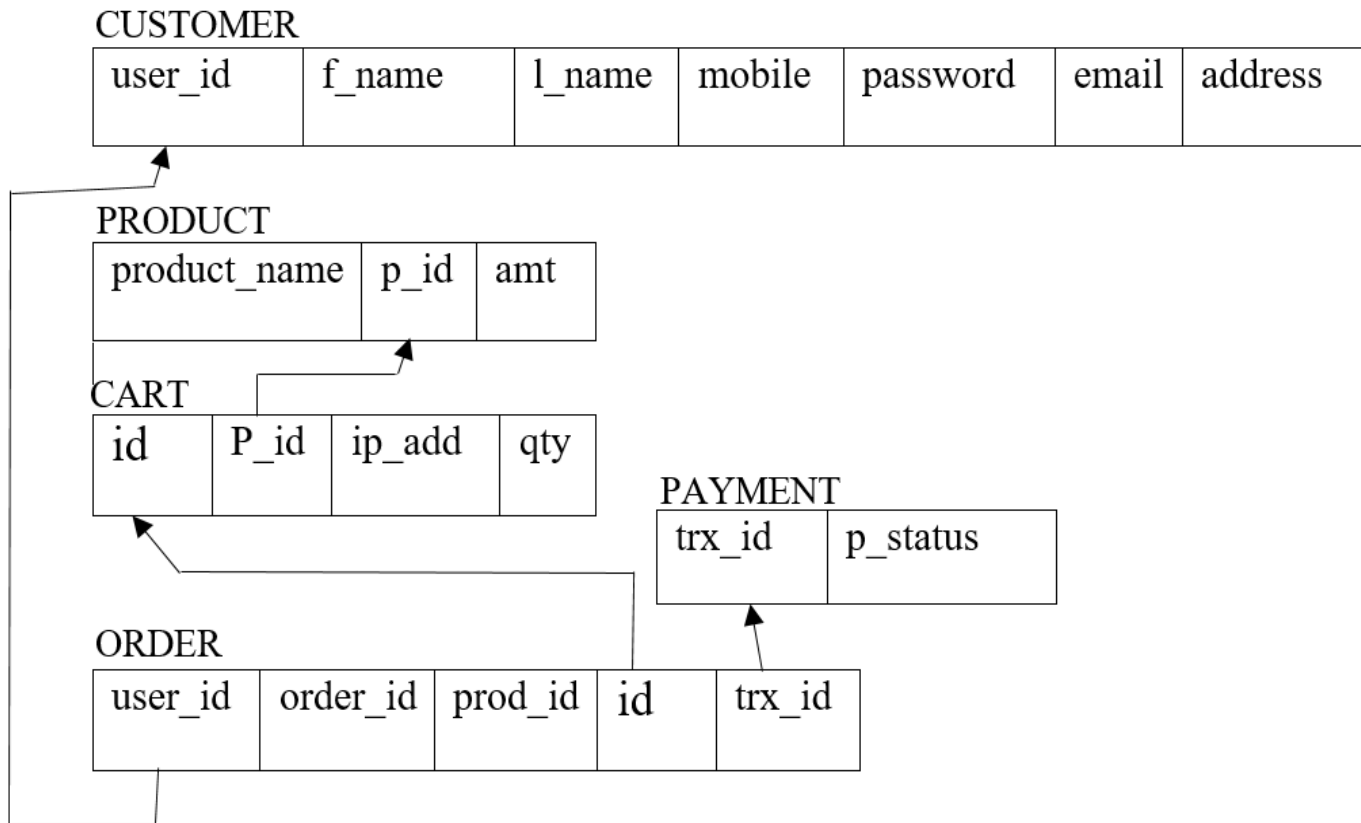 CUSTOMER
user_id f_name l_name mobile password email address
PRODUCT
product_name p_id amt
CART
id P_id ip_add qty
PAYMENT
trx_id p_status
ORDER
user_id order_id prod_id id trx_id